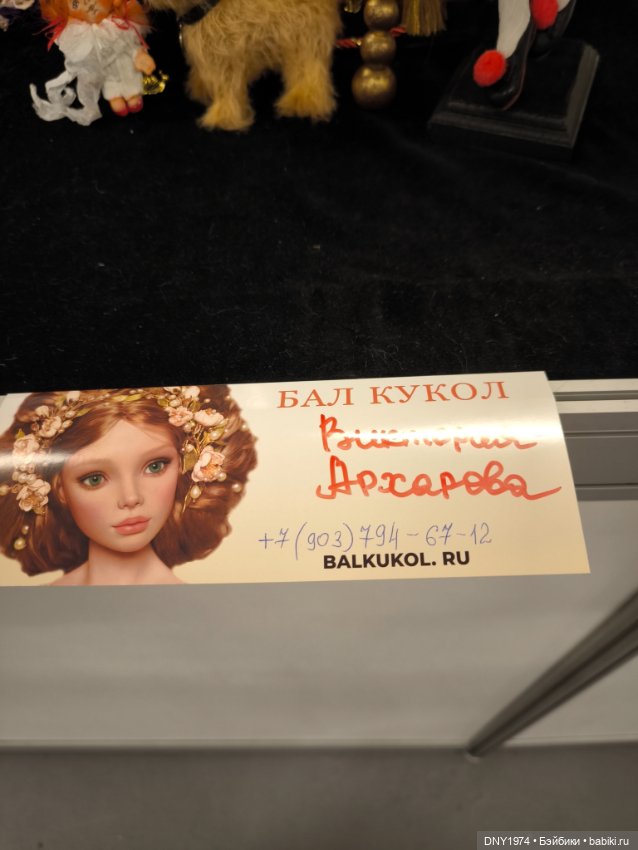 БАЛ КУКОЛ
Виктория
Архарова
+7(903)794-67-12
BALKUKOL. RU
DNY1974 • Бэйбики • babiki.ru